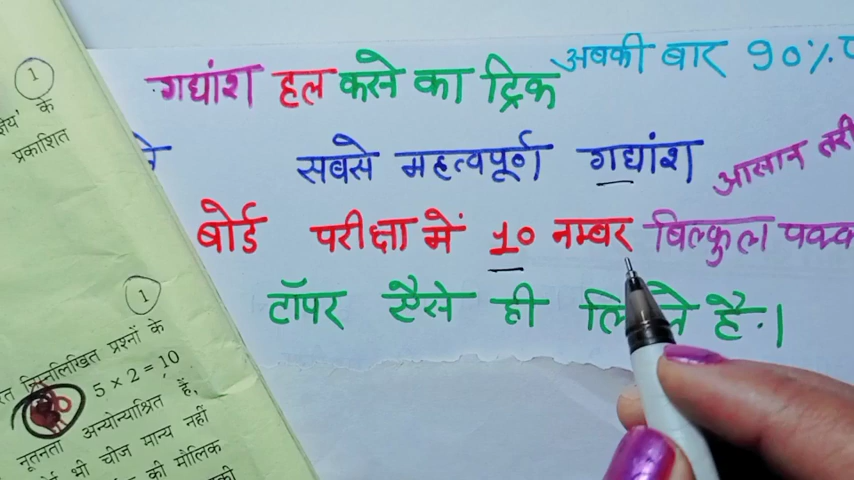 गद्यांश हल करने का ट्रिक
अबकी बार 90%
सबसे महत्वपूर्ण गद्यांश
आसान
बोर्ड परीक्षा में 10 नम्बर बिल्कुल
टॉपर ऐसे ही है।
1
के
प्रकाशित
1
निम्नलिखित प्रश्नों के
5 × 2 = 10
नूतनता अन्योन्याश्रित हैं,
भी चीज मान्य नहीं
की मौलिक